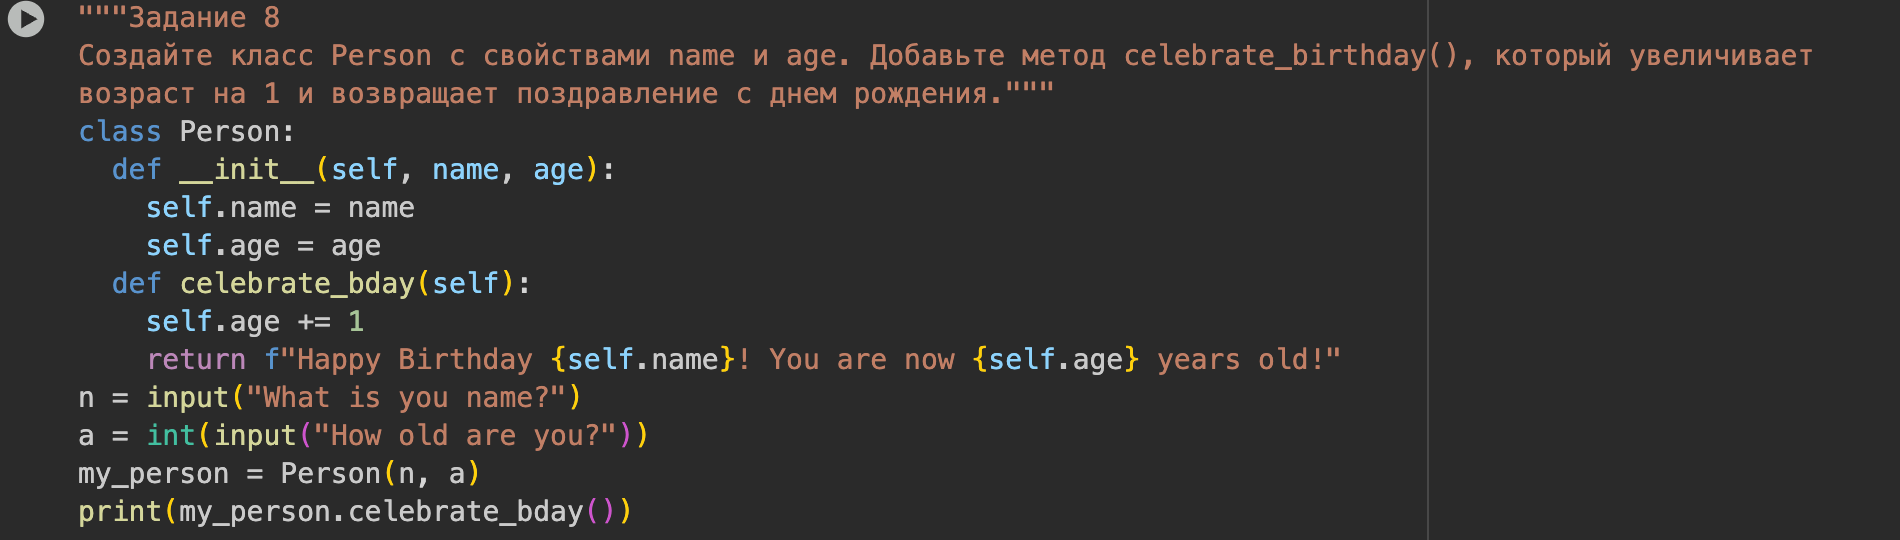 """Задание 8
Создайте класс Person с свойствами name и age. Добавьте метод celebrate_birthday(), который увеличивает
возраст на 1 и возвращает поздравление с днем рождения."""
class Person:
  def __init__(self, name, age):
    self.name = name
    self.age = age
  def celebrate_bday(self):
    self.age += 1
    return f"Happy Birthday {self.name}! You are now {self.age} years old!"
n = input("What is you name?")
a = int(input("How old are you?"))
my_person = Person(n, a)
print(my_person.celebrate_bday())